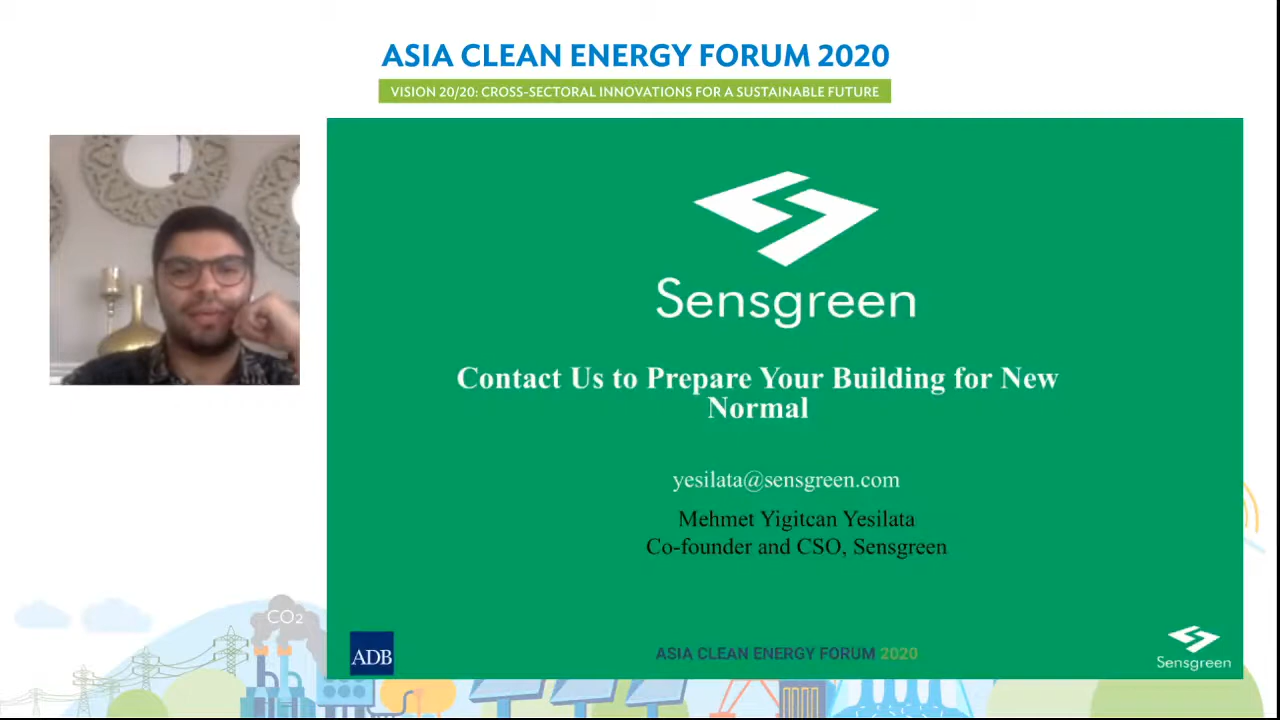 ASIA CLEAN ENERGY FORUM 2020
VISION 20/20: CROSS-SECTORAL INNOVATIONS FOR A SUSTAINABLE FUTURE
Sensgreen
Contact Us to Prepare Your Building for New
Normal
yesilata@sensgreen.com
Mehmet Yigitcan Yesilata
Co-founder and CSO, Sensgreen
CO2
ADB
ASIA CLEAN ENERGY FORUM 2020
Sensgreen